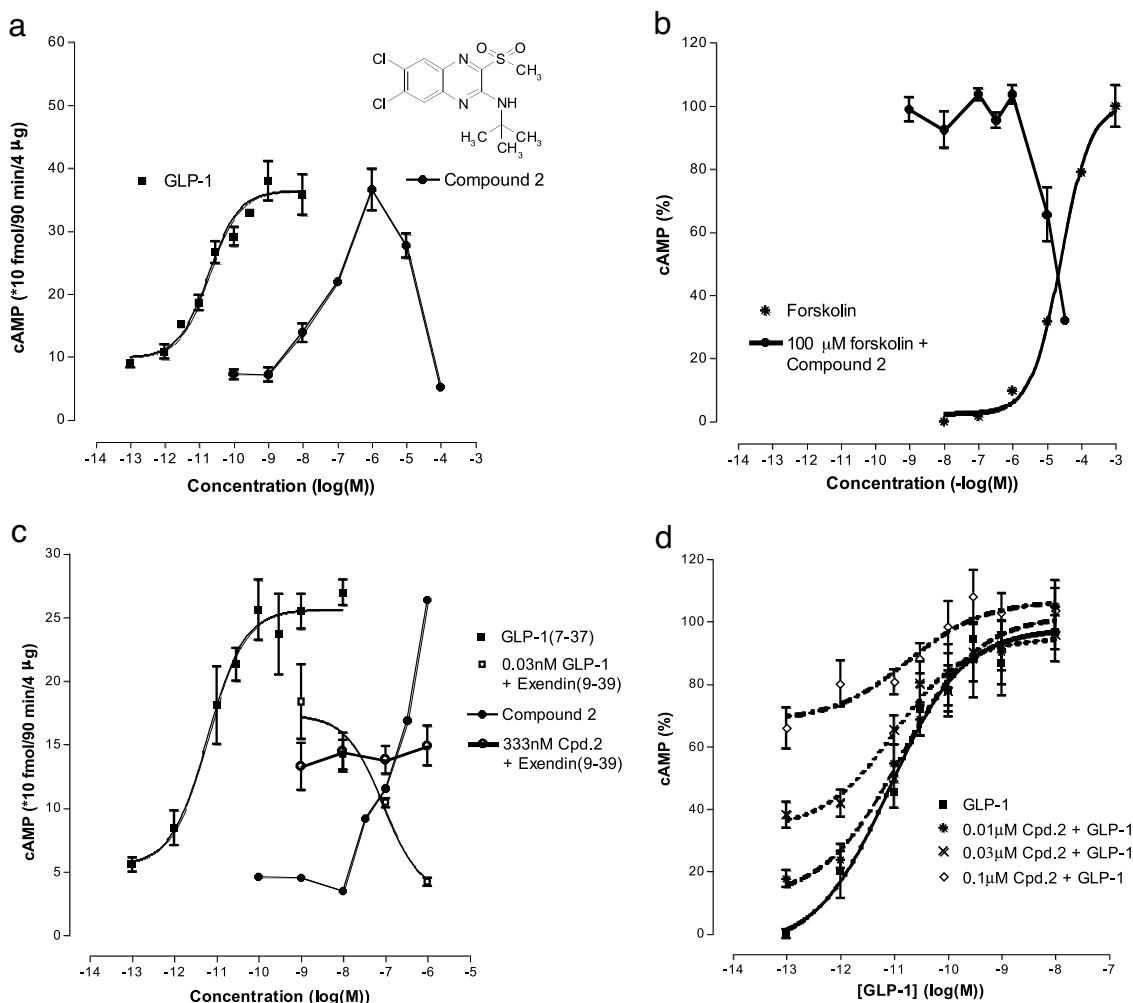 a
cAMP (*10 fmol/90 min/4 µg)
60
50
40
30
20
10
0
Cl
Cl
N
N
O O
S
CH3
NH
H3C
CH3
CH3
GLP-1
Compound 2
-14 -13 -12 -11 -10 -9 -8 -7 -6 -5 -4 -3
Concentration (log(M))
b
cAMP (%)
120
100
80
60
40
20
0
Forskolin
100 µM forskolin +
Compound 2
-14 -13 -12 -11 -10 -9 -8 -7 -6 -5 -4 -3
Concentration (-log(M))
c
cAMP (*10 fmol/90 min/4 µg)
30
25
20
15
10
5
0
GLP-1(7-37)
0.03nM GLP-1
+ Exendin(9-39)
Compound 2
333nM Cpd.2
+ Exendin(9-39)
-14 -13 -12 -11 -10 -9 -8 -7 -6 -5
Concentration (log(M))
d
cAMP (%)
120
100
80
60
40
20
0
GLP-1
0.01µM Cpd.2 + GLP-1
0.03µM Cpd.2 + GLP-1
0.1µM Cpd.2 + GLP-1
-14 -13 -12 -11 -10 -9 -8 -7
[GLP-1] (log(M))